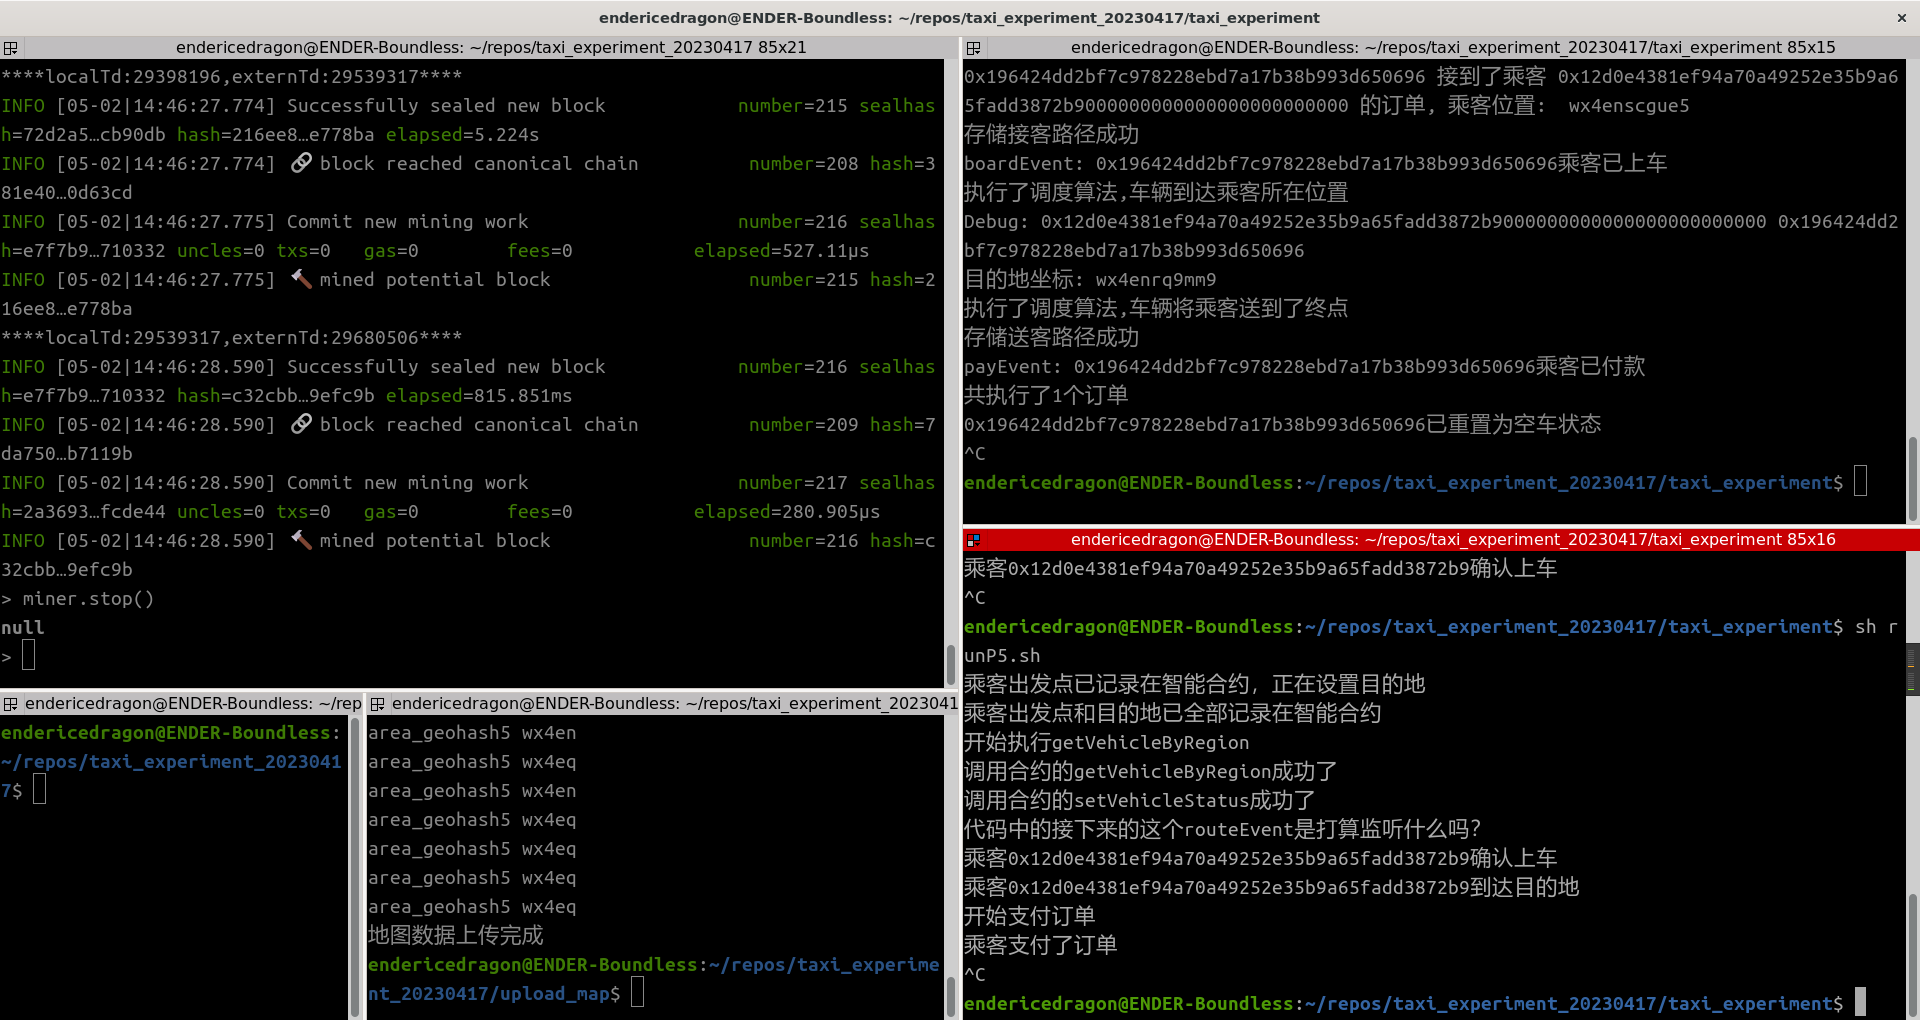 endericedragon@ENDER-Boundless: ~/repos/taxi_experiment_20230417/taxi_experiment
endericedragon@ENDER-Boundless: ~/repos/taxi_experiment_20230417 85x21
****localTd:29398196,externTd:29539317****
INFO [05-02|14:46:27.774] Successfully sealed new block number=215 sealhas
h=72d2a5…cb90db hash=216ee8…e778ba elapsed=5.224s
INFO [05-02|14:46:27.774] 🔗 block reached canonical chain number=208 hash=3
81e40…0d63cd
INFO [05-02|14:46:27.775] Commit new mining work number=216 sealhas
h=e7f7b9…710332 uncles=0 txs=0 gas=0 fees=0 elapsed=527.11µs
INFO [05-02|14:46:27.775] 🔨 mined potential block number=215 hash=2
16ee8…e778ba
****localTd:29539317,externTd:29680506****
INFO [05-02|14:46:28.590] Successfully sealed new block number=216 sealhas
h=e7f7b9…710332 hash=c32cbb…9efc9b elapsed=815.851ms
INFO [05-02|14:46:28.590] 🔗 block reached canonical chain number=209 hash=7
da750…b7119b
INFO [05-02|14:46:28.590] Commit new mining work number=217 sealhas
h=2a3693…fcde44 uncles=0 txs=0 gas=0 fees=0 elapsed=280.905µs
INFO [05-02|14:46:28.590] 🔨 mined potential block number=216 hash=c
32cbb…9efc9b
> miner.stop()
null
>
endericedragon@ENDER-Boundless: ~/rep
endericedragon@ENDER-Boundless:
~/repos/taxi_experiment_2023041
7$
endericedragon@ENDER-Boundless: ~/repos/taxi_experiment_2023041
area_geohash5 wx4en
area_geohash5 wx4eq
area_geohash5 wx4en
area_geohash5 wx4eq
area_geohash5 wx4eq
area_geohash5 wx4eq
area_geohash5 wx4eq
地图数据上传完成
endericedragon@ENDER-Boundless:~/repos/taxi_experime
nt_20230417/upload_map$
endericedragon@ENDER-Boundless: ~/repos/taxi_experiment_20230417/taxi_experiment 85x15
0x196424dd2bf7c978228ebd7a17b38b993d650696 接到了乘客 0x12d0e4381ef94a70a49252e35b9a6
5fadd3872b9000000000000000000000000 的订单，乘客位置： wx4enscgue5
存储接客路径成功
boardEvent: 0x196424dd2bf7c978228ebd7a17b38b993d650696乘客已上车
执行了调度算法,车辆到达乘客所在位置
Debug: 0x12d0e4381ef94a70a49252e35b9a65fadd3872b9000000000000000000000000 0x196424dd2
bf7c978228ebd7a17b38b993d650696
目的地坐标: wx4enrq9mm9
执行了调度算法,车辆将乘客送到了终点
存储送客路径成功
payEvent: 0x196424dd2bf7c978228ebd7a17b38b993d650696乘客已付款
共执行了1个订单
0x196424dd2bf7c978228ebd7a17b38b993d650696已重置为空车状态
^C
endericedragon@ENDER-Boundless:~/repos/taxi_experiment_20230417/taxi_experiment$
endericedragon@ENDER-Boundless: ~/repos/taxi_experiment_20230417/taxi_experiment 85x16
乘客0x12d0e4381ef94a70a49252e35b9a65fadd3872b9确认上车
^C
endericedragon@ENDER-Boundless:~/repos/taxi_experiment_20230417/taxi_experiment$ sh r
unP5.sh
乘客出发点已记录在智能合约，正在设置目的地
乘客出发点和目的地已全部记录在智能合约
开始执行getVehicleByRegion
调用合约的getVehicleByRegion成功了
调用合约的setVehicleStatus成功了
代码中的接下来的这个routeEvent是打算监听什么吗？
乘客0x12d0e4381ef94a70a49252e35b9a65fadd3872b9确认上车
乘客0x12d0e4381ef94a70a49252e35b9a65fadd3872b9到达目的地
开始支付订单
乘客支付了订单
^C
endericedragon@ENDER-Boundless:~/repos/taxi_experiment_20230417/taxi_experiment$